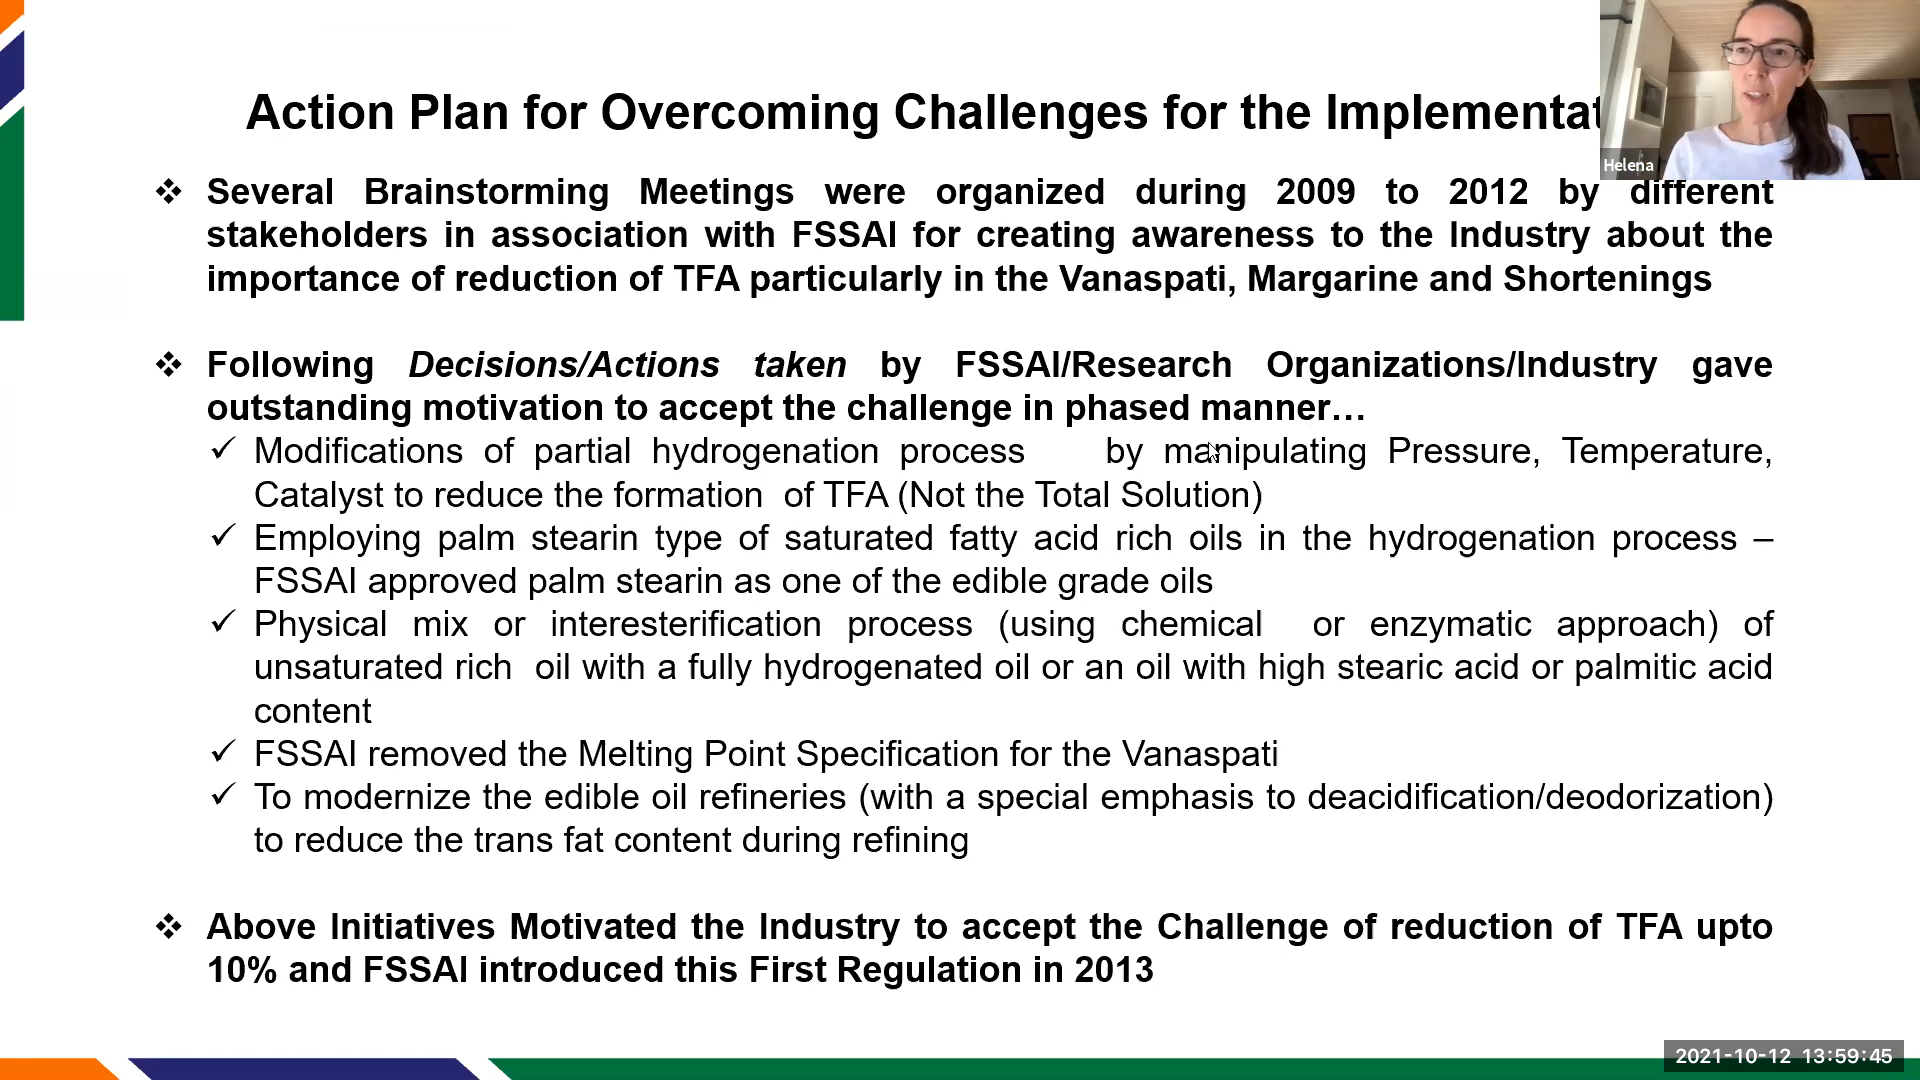 Action Plan for Overcoming Challenges for the Implementat
Helena
❖ Several Brainstorming Meetings were organized during 2009 to 2012 by different
stakeholders in association with FSSAI for creating awareness to the Industry about the
importance of reduction of TFA particularly in the Vanaspati, Margarine and Shortenings
❖ Following Decisions/Actions taken by FSSAI/Research Organizations/Industry gave
outstanding motivation to accept the challenge in phased manner…
✓ Modifications of partial hydrogenation process by manipulating Pressure, Temperature,
Catalyst to reduce the formation of TFA (Not the Total Solution)
✓ Employing palm stearin type of saturated fatty acid rich oils in the hydrogenation process –
FSSAI approved palm stearin as one of the edible grade oils
✓ Physical mix or interesterification process (using chemical or enzymatic approach) of
unsaturated rich oil with a fully hydrogenated oil or an oil with high stearic acid or palmitic acid
content
✓ FSSAI removed the Melting Point Specification for the Vanaspati
✓ To modernize the edible oil refineries (with a special emphasis to deacidification/deodorization)
to reduce the trans fat content during refining
❖ Above Initiatives Motivated the Industry to accept the Challenge of reduction of TFA upto
10% and FSSAI introduced this First Regulation in 2013
2021-10-12 13:59:45